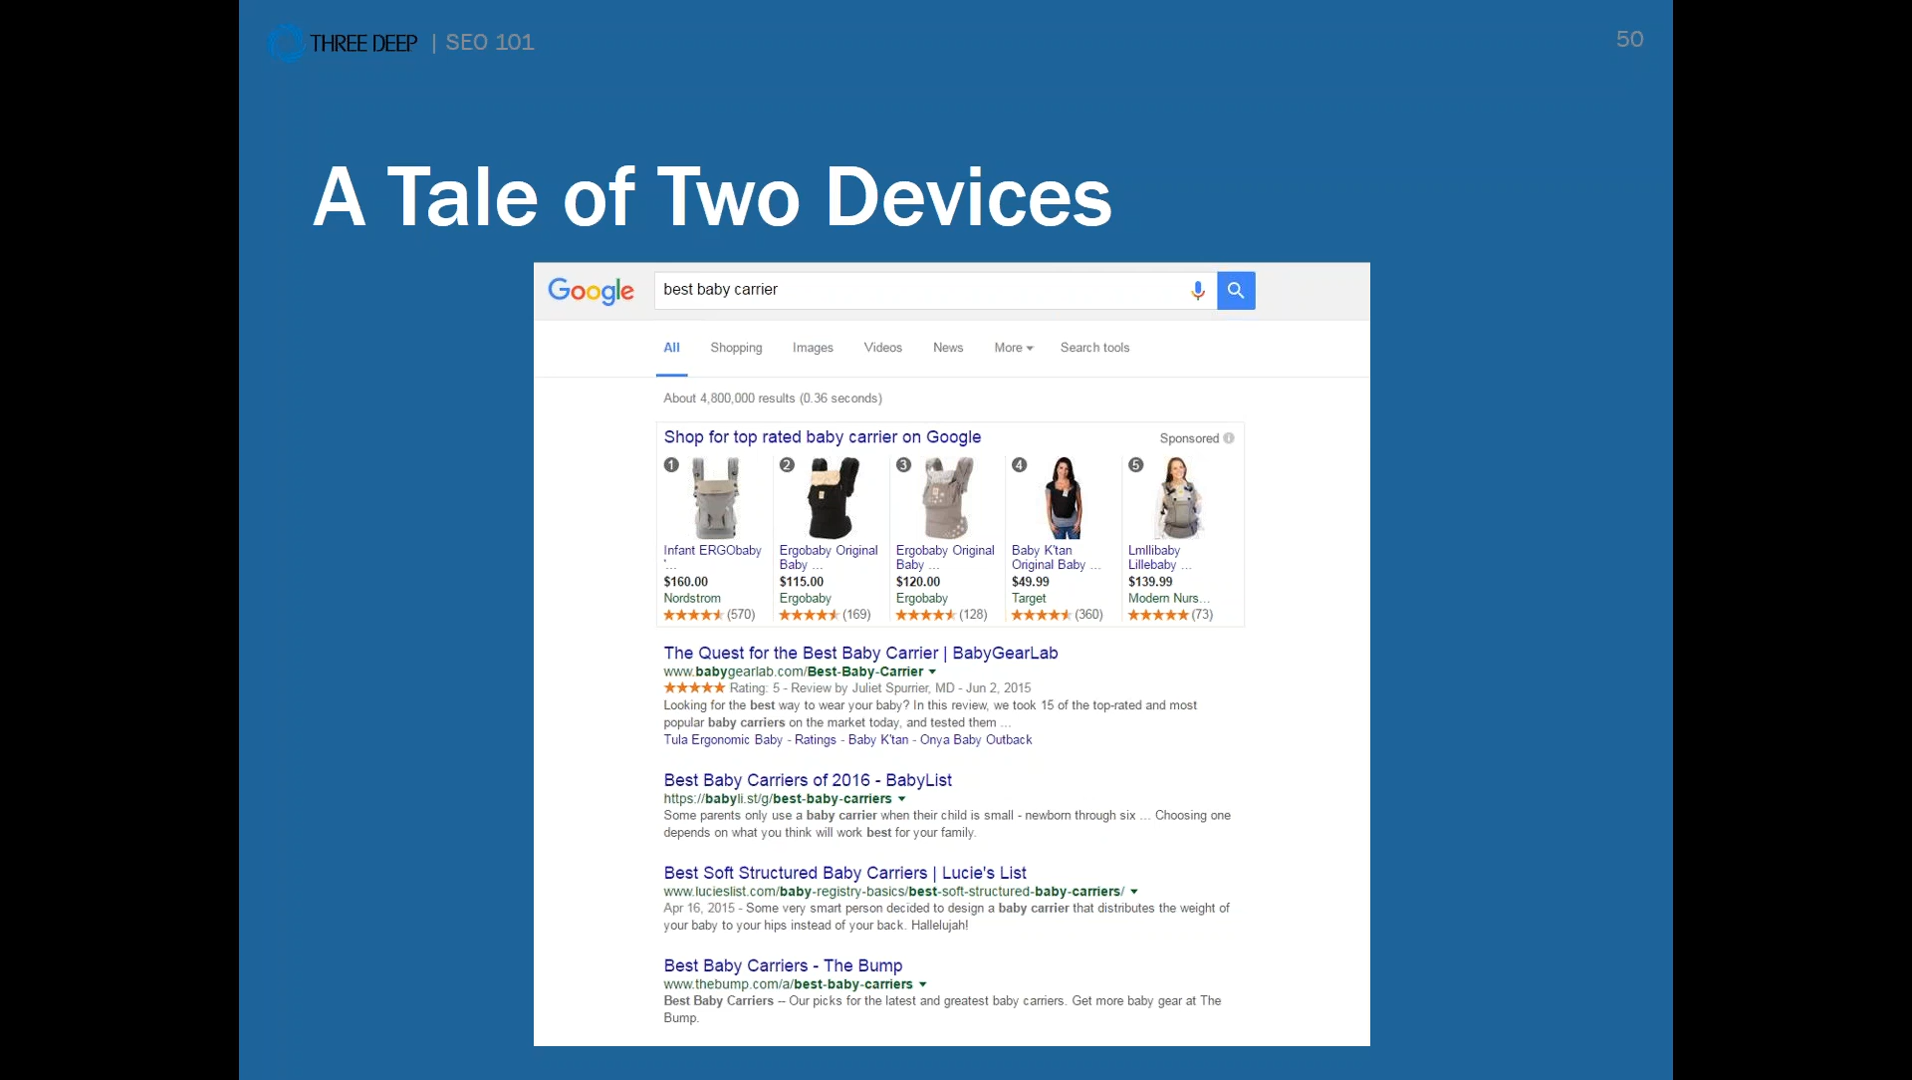 THREE DEEP | SEO 101
50
A Tale of Two Devices
Google
best baby carrier
All Shopping Images Videos News More Search tools
About 4,800,000 results (0.36 seconds)
Shop for top rated baby carrier on Google
Sponsored
1 2 3 4 5
Infant ERGObaby '... $160.00 Nordstrom (570)
Ergobaby Original Baby ... $115.00 Ergobaby (169)
Ergobaby Original Baby ... $120.00 Ergobaby (128)
Baby K'tan Original Baby ... $49.99 Target (360)
Lmllibaby Lillebaby ... $139.99 Modern Nurs... (73)
The Quest for the Best Baby Carrier | BabyGearLab
www.babygearlab.com/Best-Baby-Carrier
Rating: 5 - Review by Juliet Spurrier, MD - Jun 2, 2015
Looking for the best way to wear your baby? In this review, we took 15 of the top-rated and most
popular baby carriers on the market today, and tested them ...
Tula Ergonomic Baby - Ratings - Baby K'tan - Onya Baby Outback
Best Baby Carriers of 2016 - BabyList
https://babyli.st/g/best-baby-carriers
Some parents only use a baby carrier when their child is small - newborn through six ... Choosing one
depends on what you think will work best for your family.
Best Soft Structured Baby Carriers | Lucie's List
www.lucieslist.com/baby-registry-basics/best-soft-structured-baby-carriers/
Apr 16, 2015 - Some very smart person decided to design a baby carrier that distributes the weight of
your baby to your hips instead of your back. Hallelujah!
Best Baby Carriers - The Bump
www.thebump.com/a/best-baby-carriers
Best Baby Carriers – Our picks for the latest and greatest baby carriers. Get more baby gear at The
Bump.